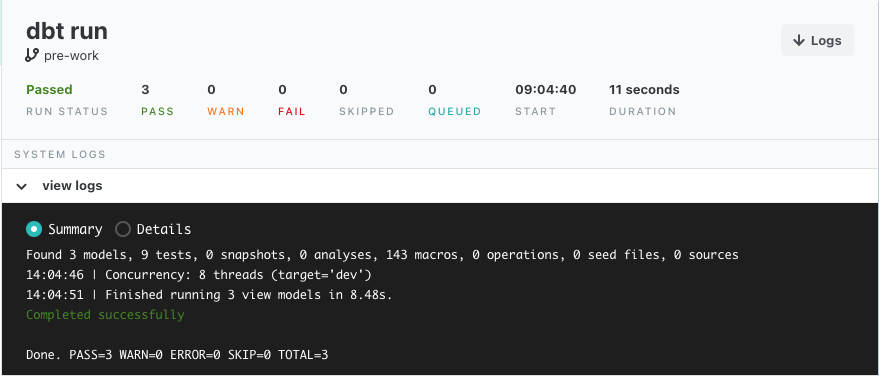 dbt run
pre-work
Logs
Passed 3 0 0 0 0 09:04:40 11 seconds
RUN STATUS PASS WARN FAIL SKIPPED QUEUED START DURATION
SYSTEM LOGS
view logs
Summary Details
Found 3 models, 9 tests, 0 snapshots, 0 analyses, 143 macros, 0 operations, 0 seed files, 0 sources
14:04:46 | Concurrency: 8 threads (target='dev')
14:04:51 | Finished running 3 view models in 8.48s.
Completed successfully
Done. PASS=3 WARN=0 ERROR=0 SKIP=0 TOTAL=3